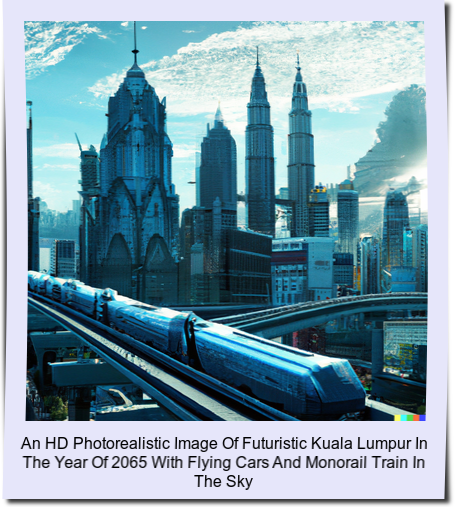 An HD Photorealistic Image Of Futuristic Kuala Lumpur In
The Year Of 2065 With Flying Cars And Monorail Train In
The Sky